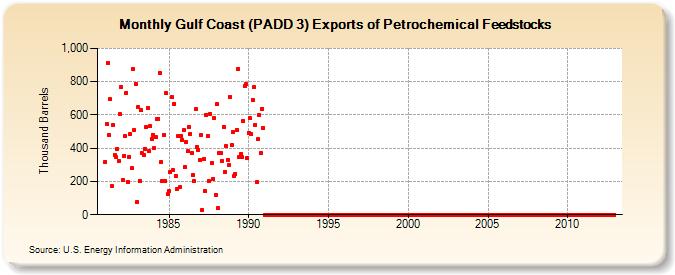 Monthly Gulf Coast (PADD 3) Exports of Petrochemical Feedstocks
Thousand Barrels
1,000
800
600
400
200
0
1985 1990 1995 2000 2005 2010
Source: U.S. Energy Information Administration